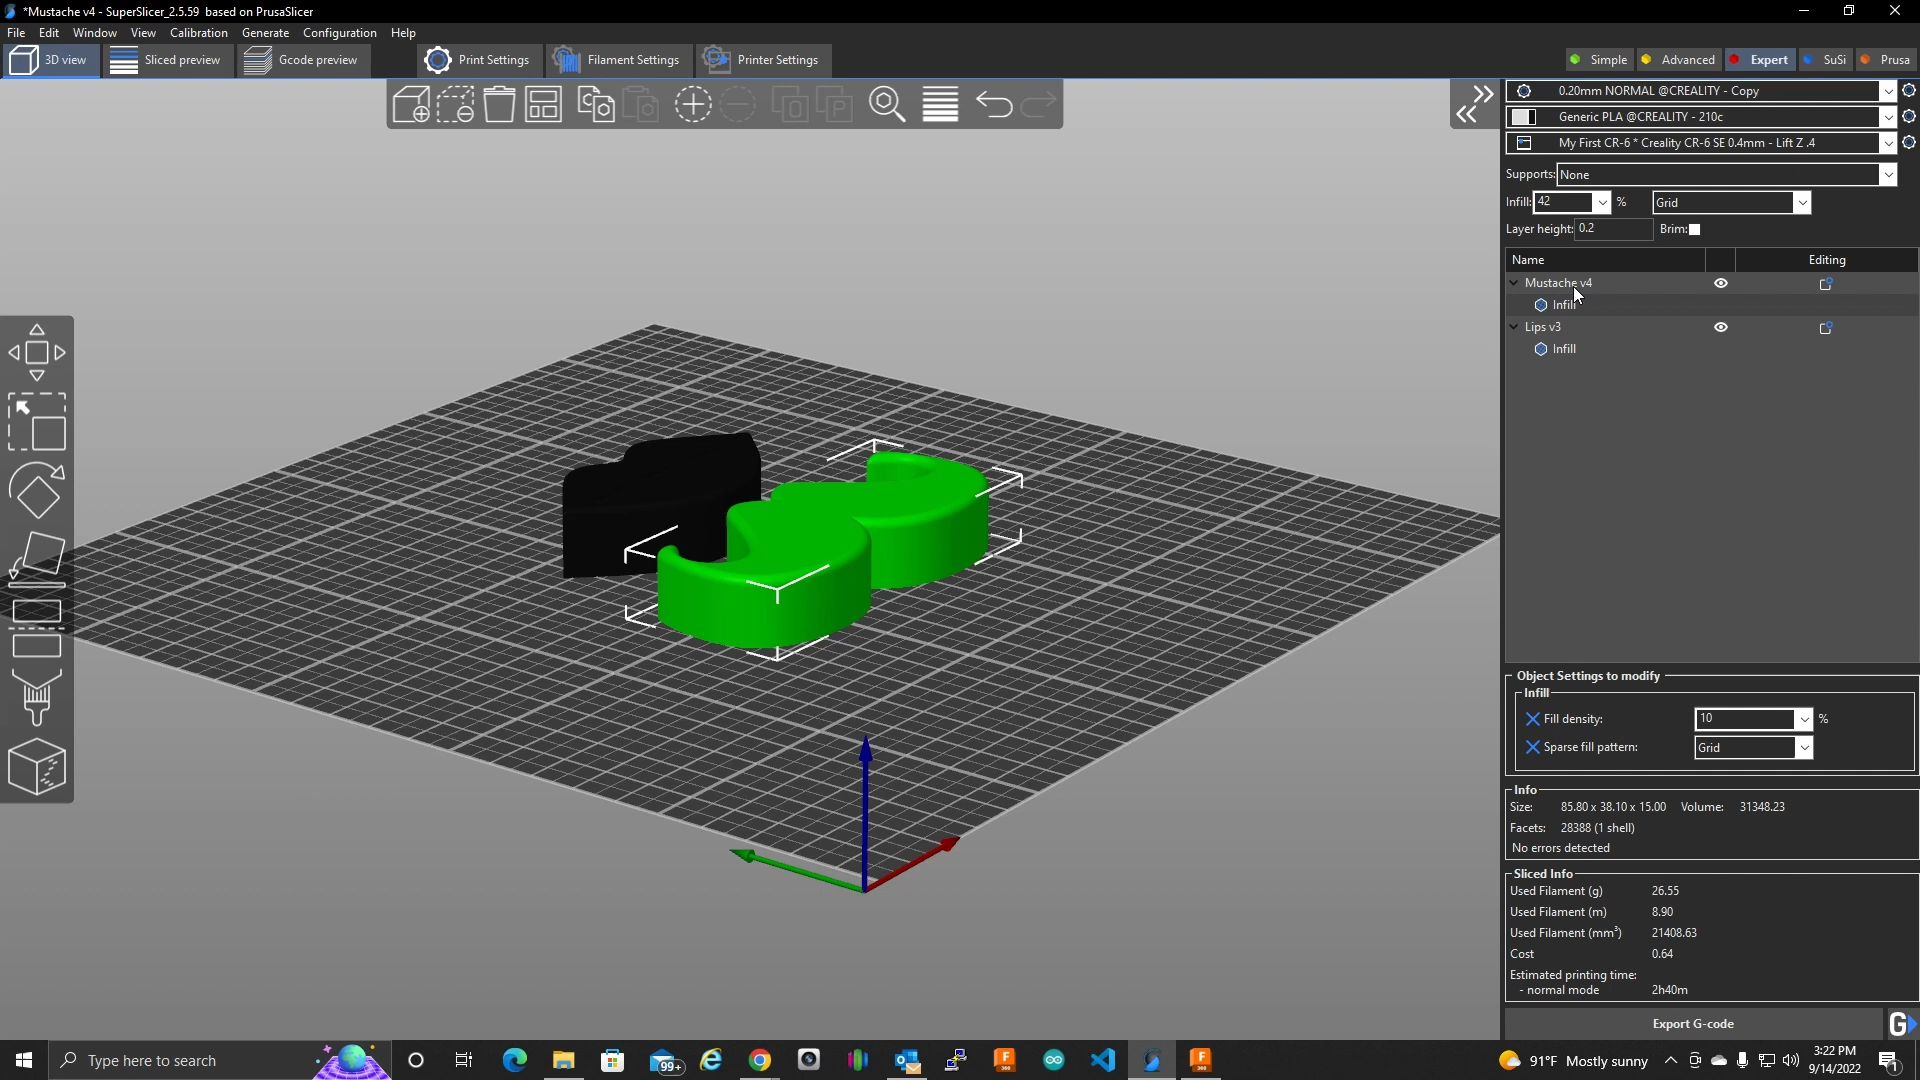 *Mustache v4 - SuperSlicer_2.5.59 based on PrusaSlicer
File Edit Window View Calibration Generate Configuration Help
3D view Sliced preview Gcode preview Print Settings Filament Settings Printer Settings Simple Advanced Expert SuSi Prusa
0.20mm NORMAL @CREALITY - Copy
Generic PLA @CREALITY - 210c
My First CR-6 * Creality CR-6 SE 0.4mm - Lift Z .4
Supports: None
Infill: 42 % Grid
Layer height: 0.2 Brim:
Name Editing
Mustache v4
Infill
Lips v3
Infill
Object Settings to modify
Infill
Fill density: 10 %
Sparse fill pattern: Grid
Info
Size: 85.80 x 38.10 x 15.00 Volume: 31348.23
Facets: 28388 (1 shell)
No errors detected
Sliced Info
Used Filament (g) 26.55
Used Filament (m) 8.90
Used Filament (mm³) 21408.63
Cost 0.64
Estimated printing time:
- normal mode 2h40m
Export G-code
G
Type here to search 99+ F 360 F 360 91°F Mostly sunny 3:22 PM
9/14/2022 1